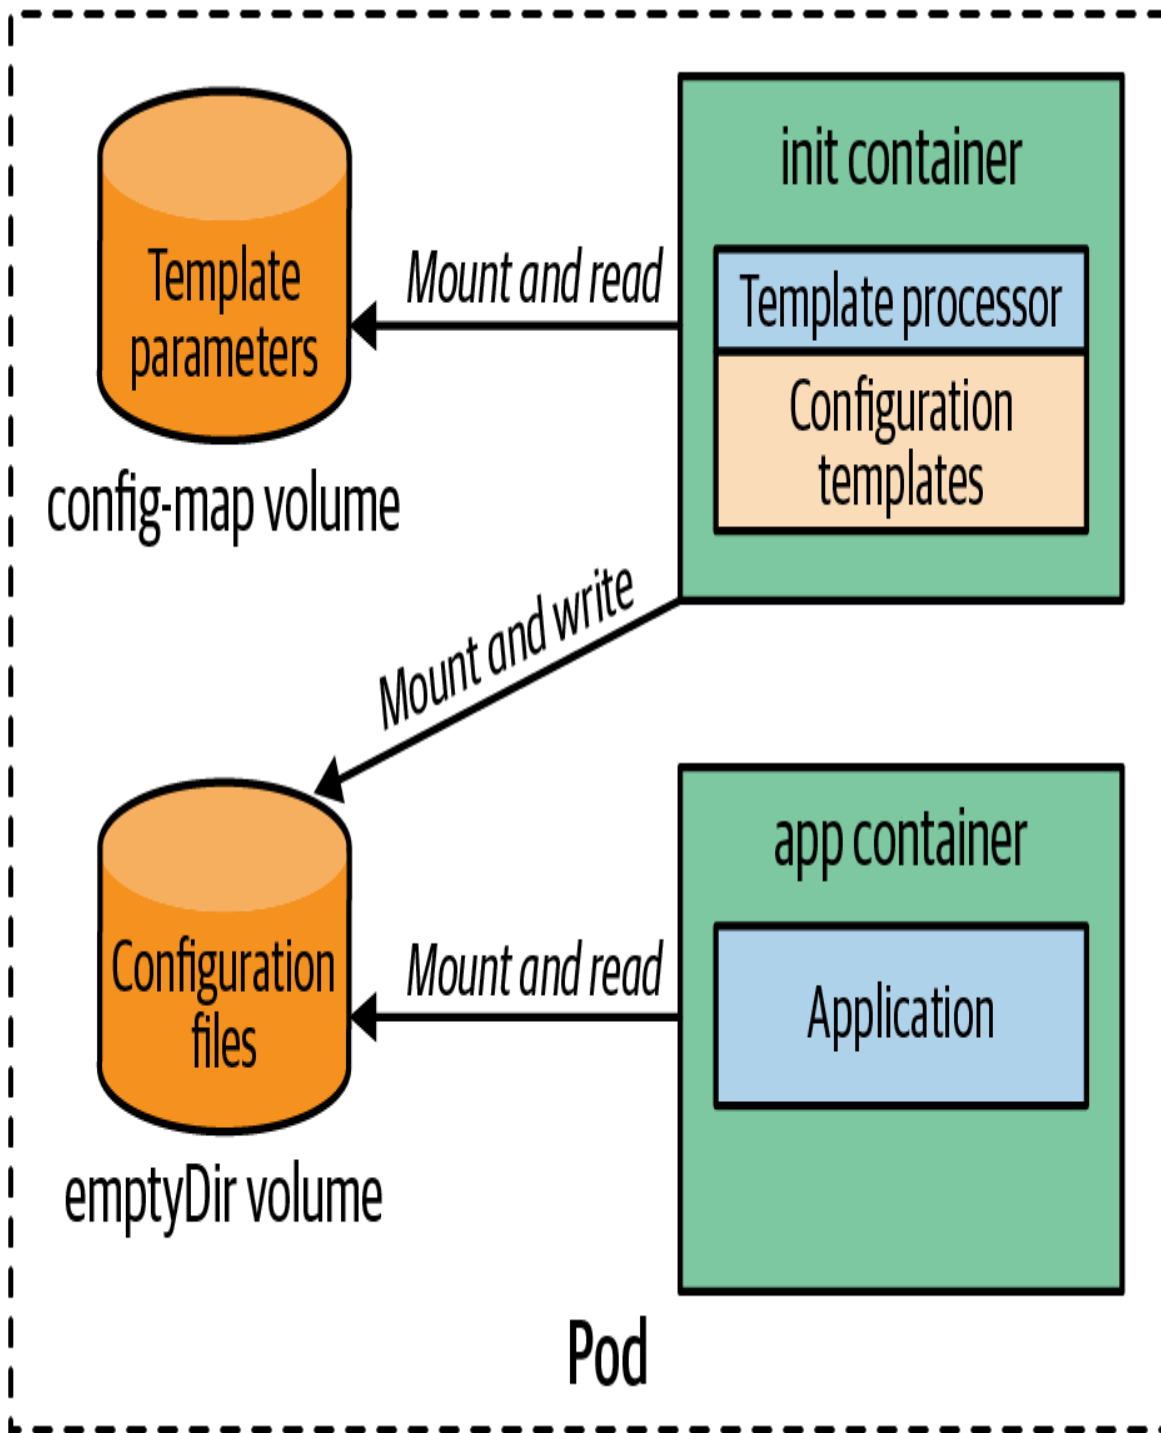 init container
Template processor
Configuration
templates
Mount and read
Template
parameters
config-map volume
Mount and write
app container
Application
Mount and read
Configuration
files
emptyDir volume
Pod